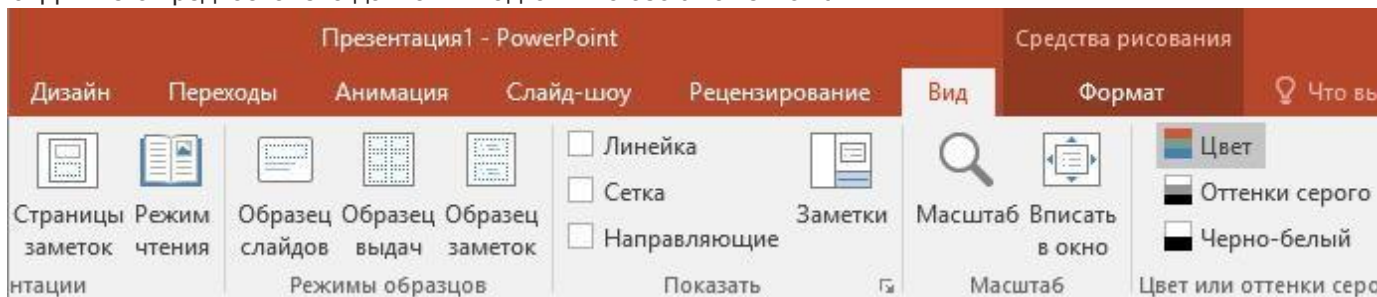 Презентация1 - PowerPoint
Средства рисования
Дизайн Переходы Анимация Слайд-шоу Рецензирование Вид Формат Что вы
Страницы заметок
Режим чтения
Образец слайдов
Образец выдач
Образец заметок
Линейка
Сетка
Направляющие
Заметки
Масштаб
Вписать в окно
Цвет
Оттенки серого
Черно-белый
нтации
Режимы образцов
Показать
Масштаб
Цвет или оттенки серо